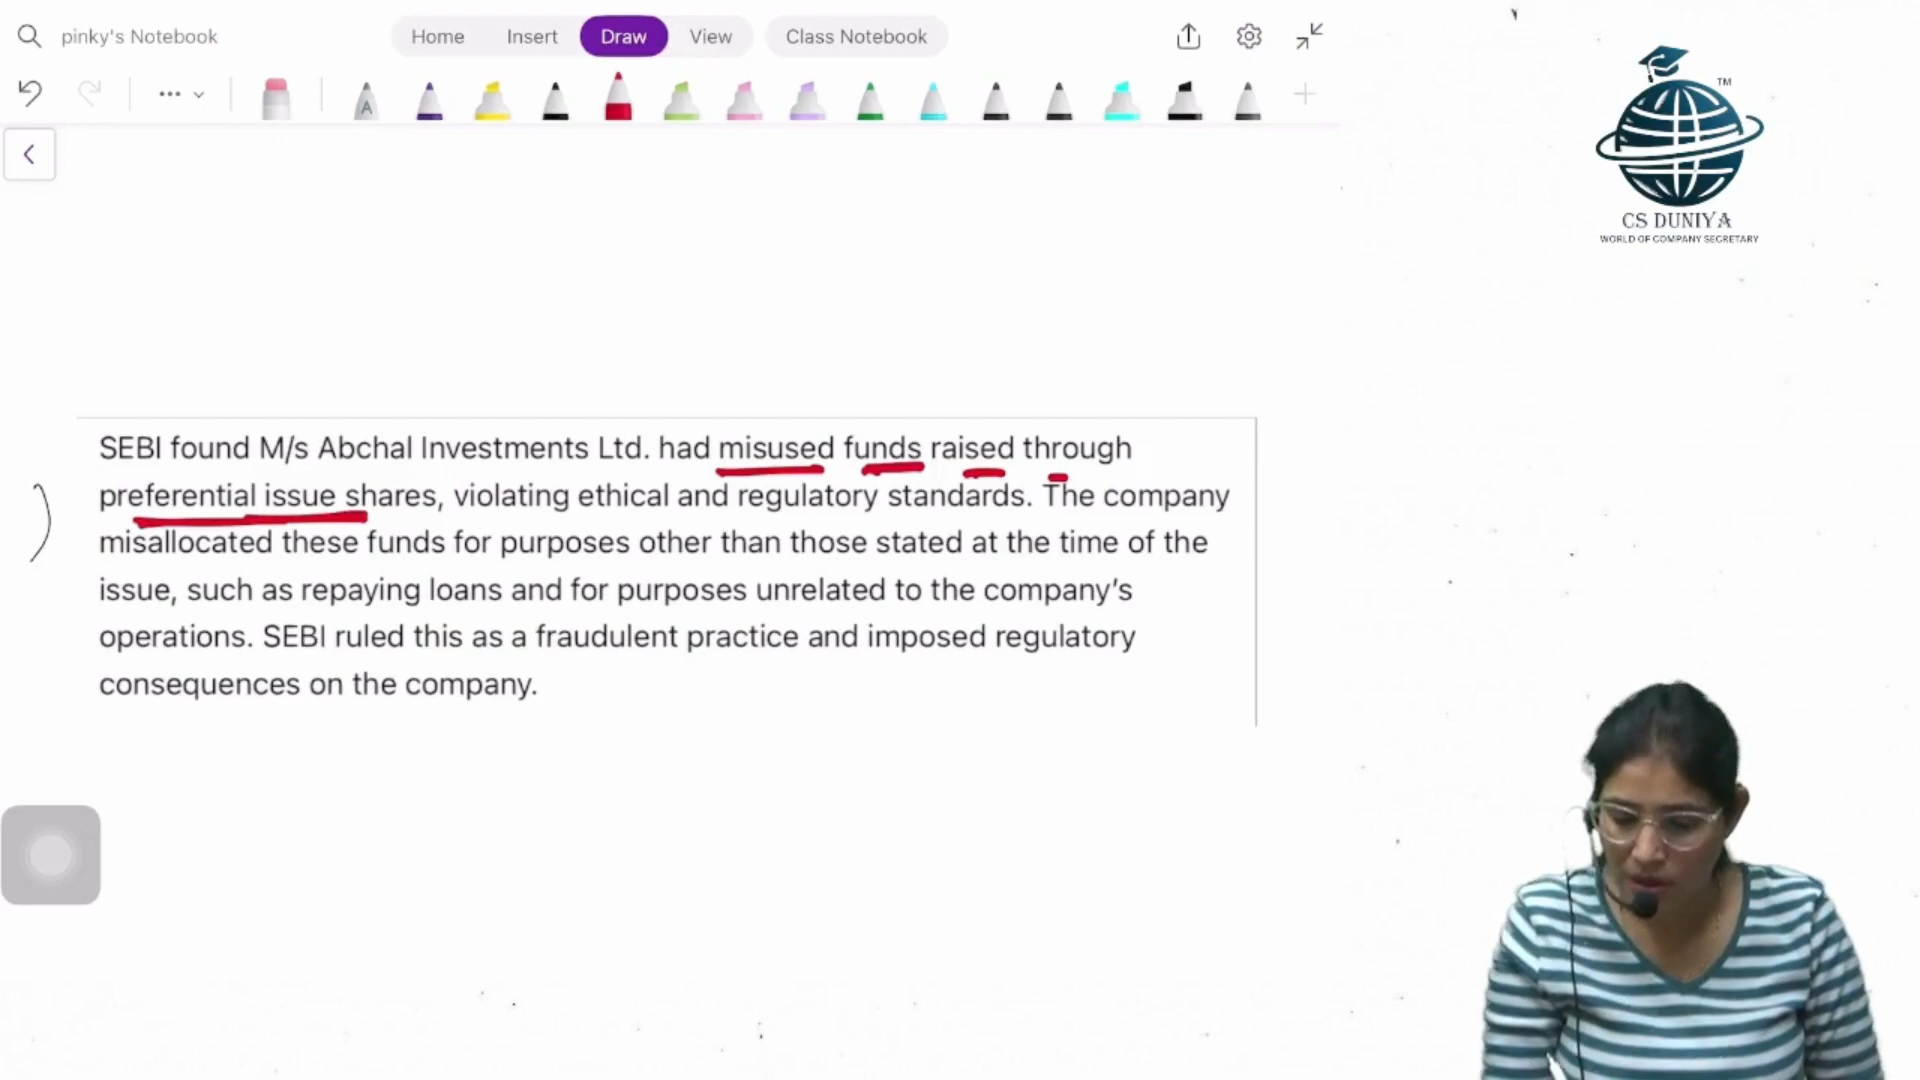 pinky's Notebook
Home Insert Draw View Class Notebook
A
TM
CS DUNIYA
WORLD OF COMPANY SECRETARY
SEBI found M/s Abchal Investments Ltd. had misused funds raised through
preferential issue shares, violating ethical and regulatory standards. The company
misallocated these funds for purposes other than those stated at the time of the
issue, such as repaying loans and for purposes unrelated to the company's
operations. SEBI ruled this as a fraudulent practice and imposed regulatory
consequences on the company.